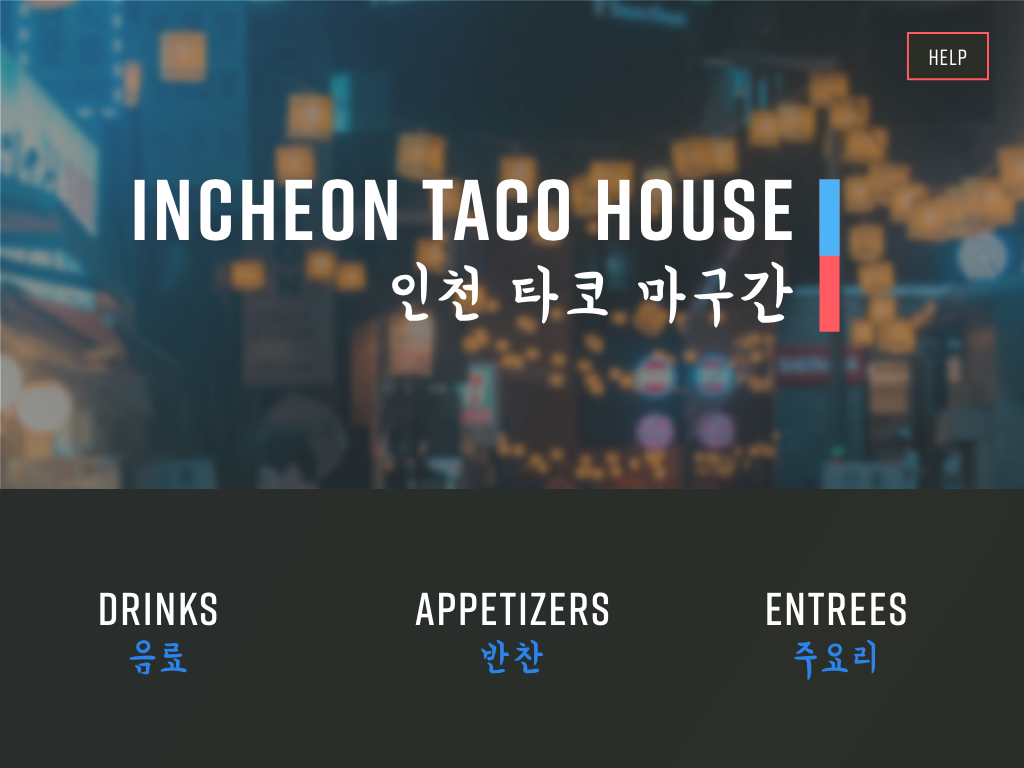 HELP
INCHEON TACO HOUSE
인천 타코 마구간
DRINKS
음료
APPETIZERS
반찬
ENTREES
주요리